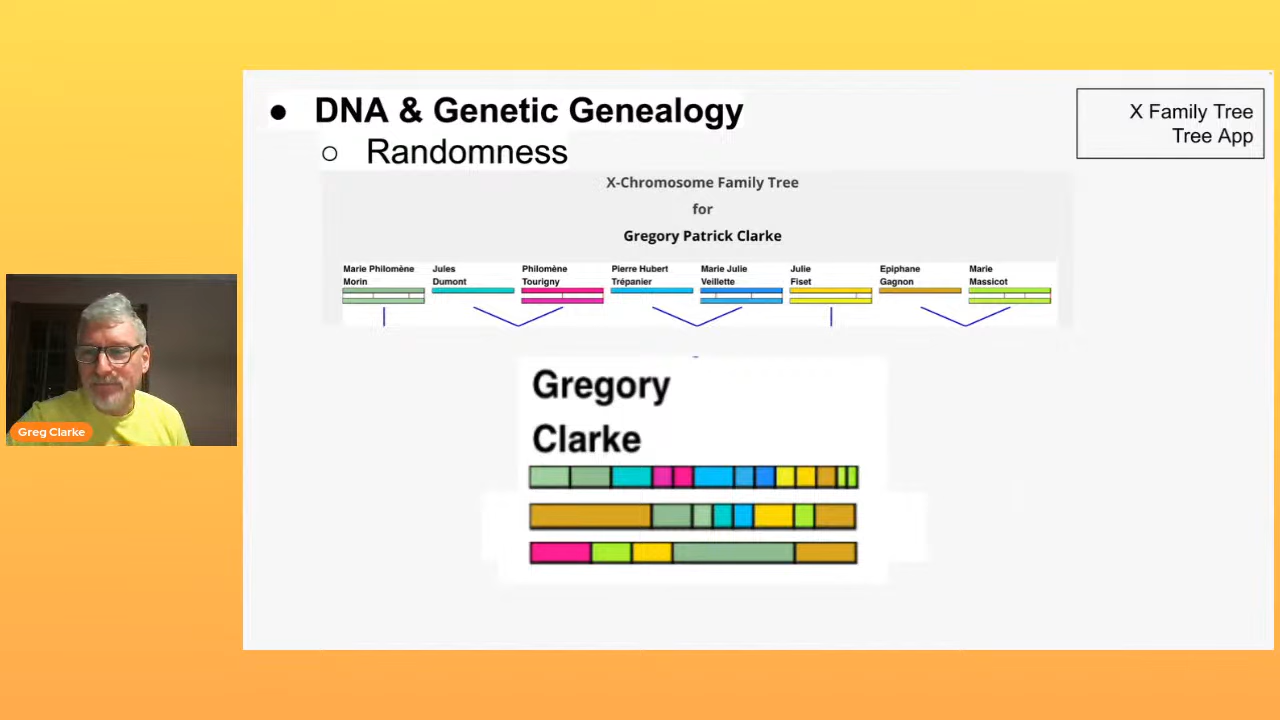 ● DNA & Genetic Genealogy
○ Randomness
X Family Tree
Tree App
X-Chromosome Family Tree
for
Gregory Patrick Clarke
Marie Philomène
Morin
Jules
Dumont
Philomène
Tourigny
Pierre Hubert
Trépanier
Marie Julie
Veillette
Julie
Fiset
Epiphane
Gagnon
Marie
Massicot
Gregory
Clarke
Greg Clarke